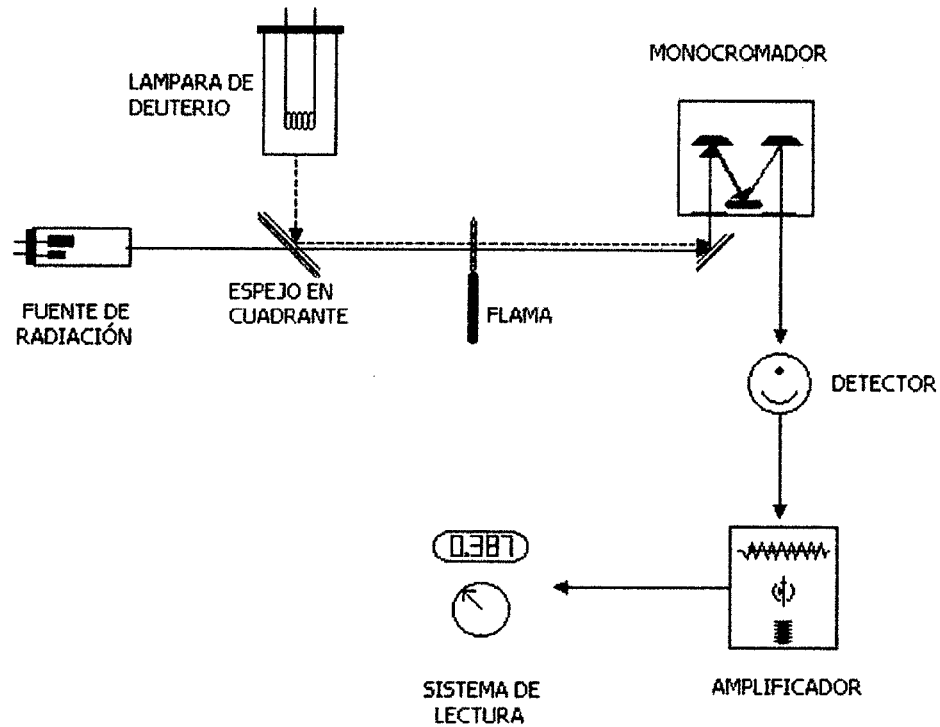 LAMPARA DE
DEUTERIO
MONOCROMADOR
FUENTE DE
RADIACIÓN
ESPEJO EN
CUADRANTE
FLAMA
DETECTOR
0.387
SISTEMA DE
LECTURA
AMPLIFICADOR